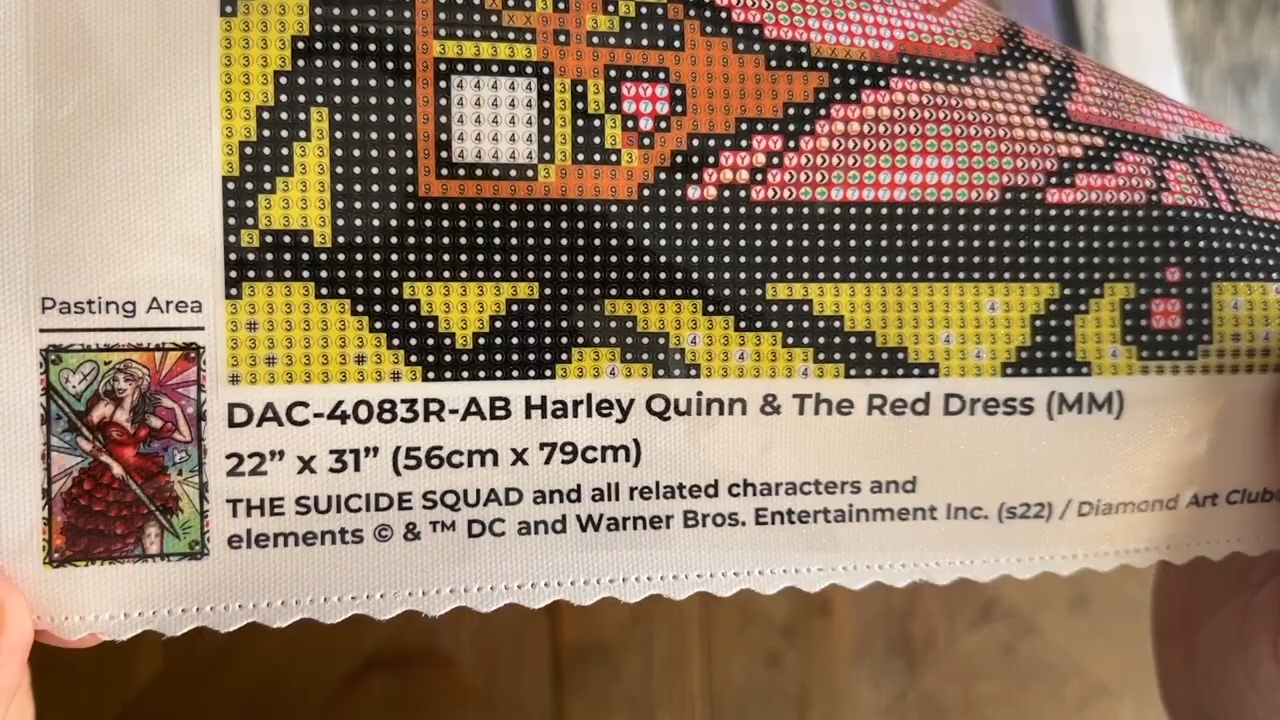 Pasting Area
DAC-4083R-AB Harley Quinn & The Red Dress (MM)
22” x 31” (56cm x 79cm)
THE SUICIDE SQUAD and all related characters and
elements © & ™ DC and Warner Bros. Entertainment Inc. (s22) / Diamond Art Club